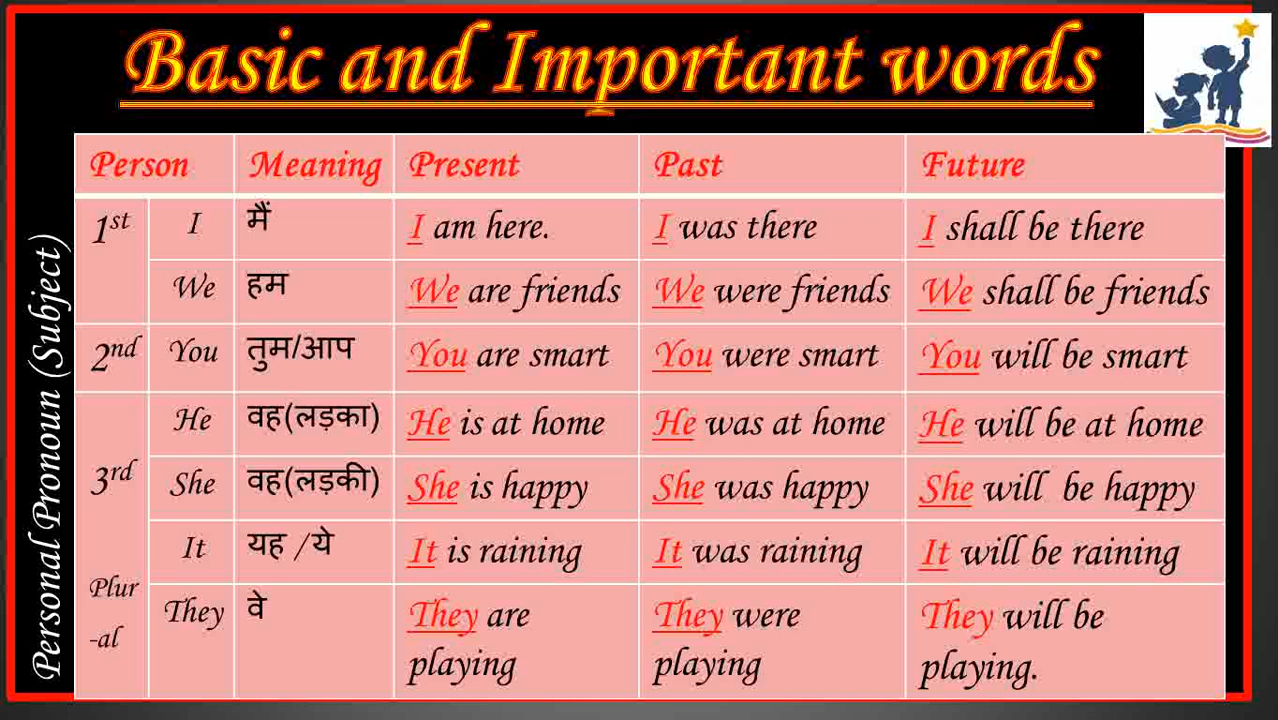 Basic and Important words
Personal Pronoun (Subject)
Person Meaning Present Past Future
1st I मैं I am here. I was there I shall be there
We हम We are friends We were friends We shall be friends
2nd You तुम/आप You are smart You were smart You will be smart
3rd He वह(लड़का) He is at home He was at home He will be at home
She वह(लड़की) She is happy She was happy She will be happy
It यह /ये It is raining It was raining It will be raining
Plur
-al
They वे They are
playing
They were
playing
They will be
playing.